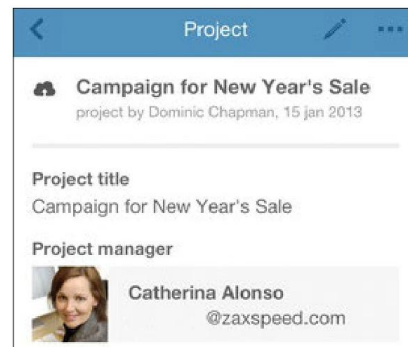 Project
Campaign for New Year's Sale
project by Dominic Chapman, 15 jan 2013
Project title
Campaign for New Year's Sale
Project manager
Catherina Alonso
@zaxspeed.com